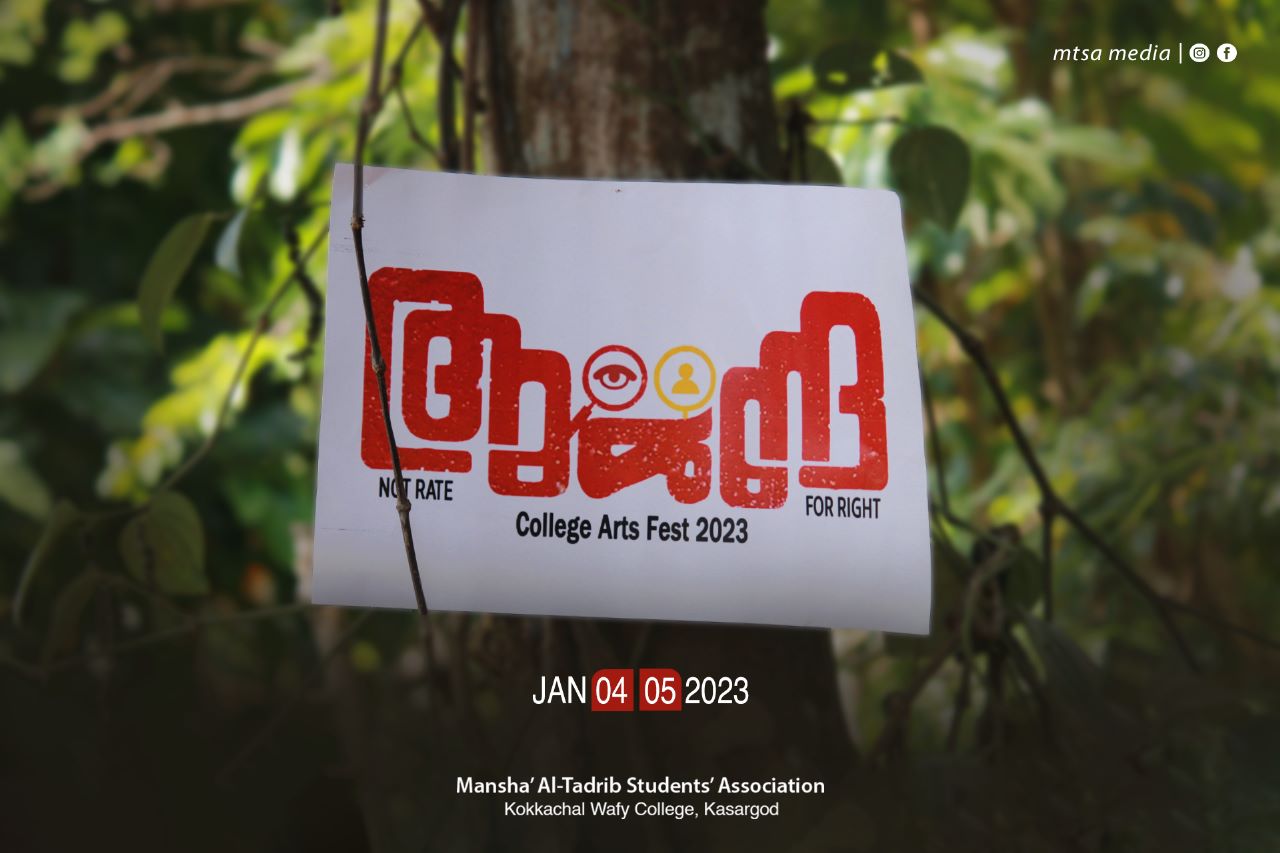 mtsa media
NOT RATE
FOR RIGHT
College Arts Fest 2023
JAN 04 05 2023
Mansha' Al-Tadrib Students' Association
Kokkachal Wafy College, Kasargod